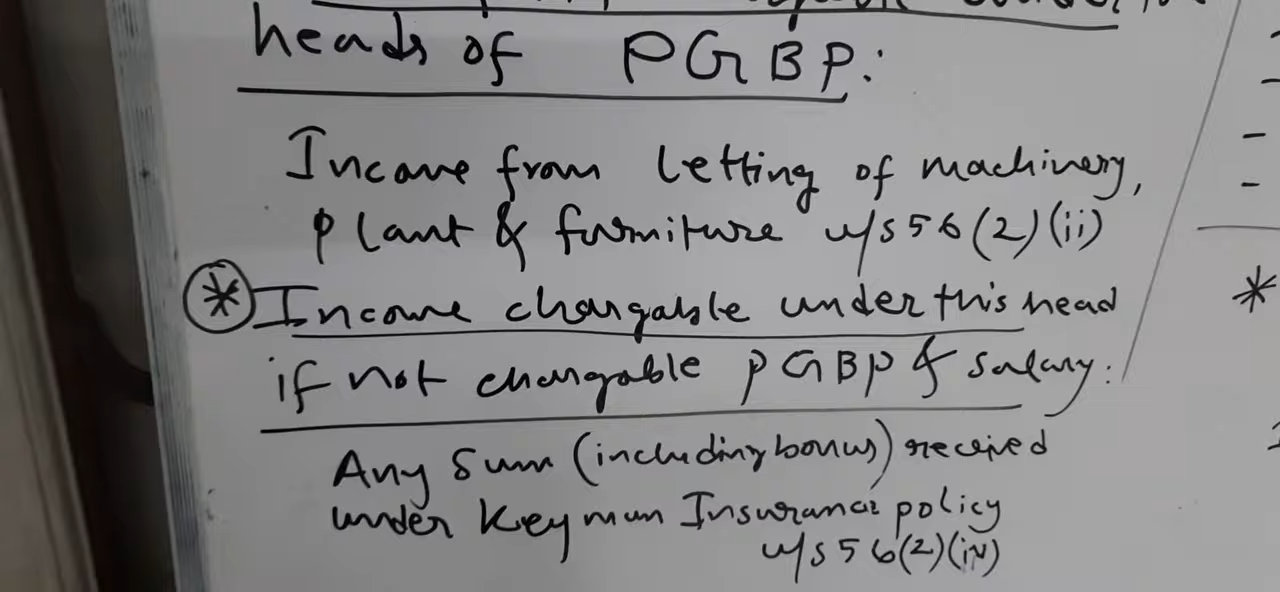 heads of PGBP:
Income from letting of machinery,
plant & furniture u/s 56(2)(ii)
* Income chargable under this head
if not chargable PGBP & salary:
Any sum (including bonus) received
under Keyman Insurance policy
u/s 56(2)(iv)
*